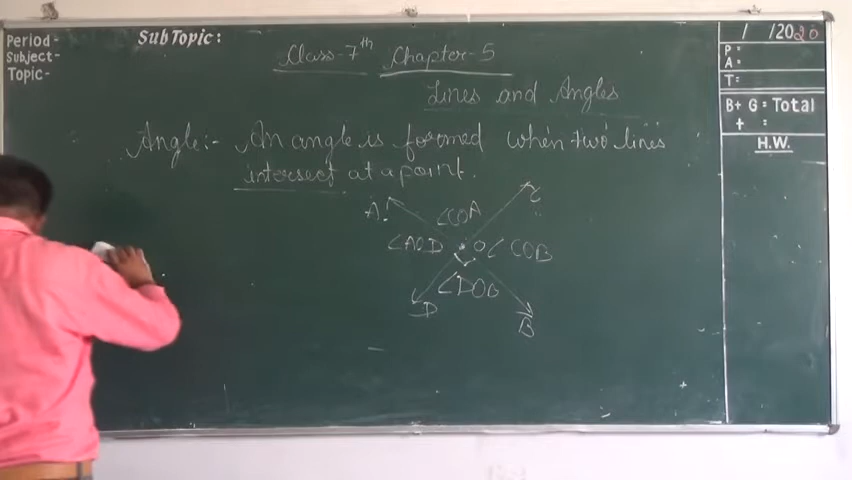 Period-
Subject-
Topic-
Sub Topic:
/ /2020
P=
A=
T=
B+ G= Total
+ =
H.W.
Class-7th Chapter-5
Lines and Angles
Angle:- An angle is formed when two lines
intersect at a point.
A C
<COA
<AOD O <COB
<DOB
D
B